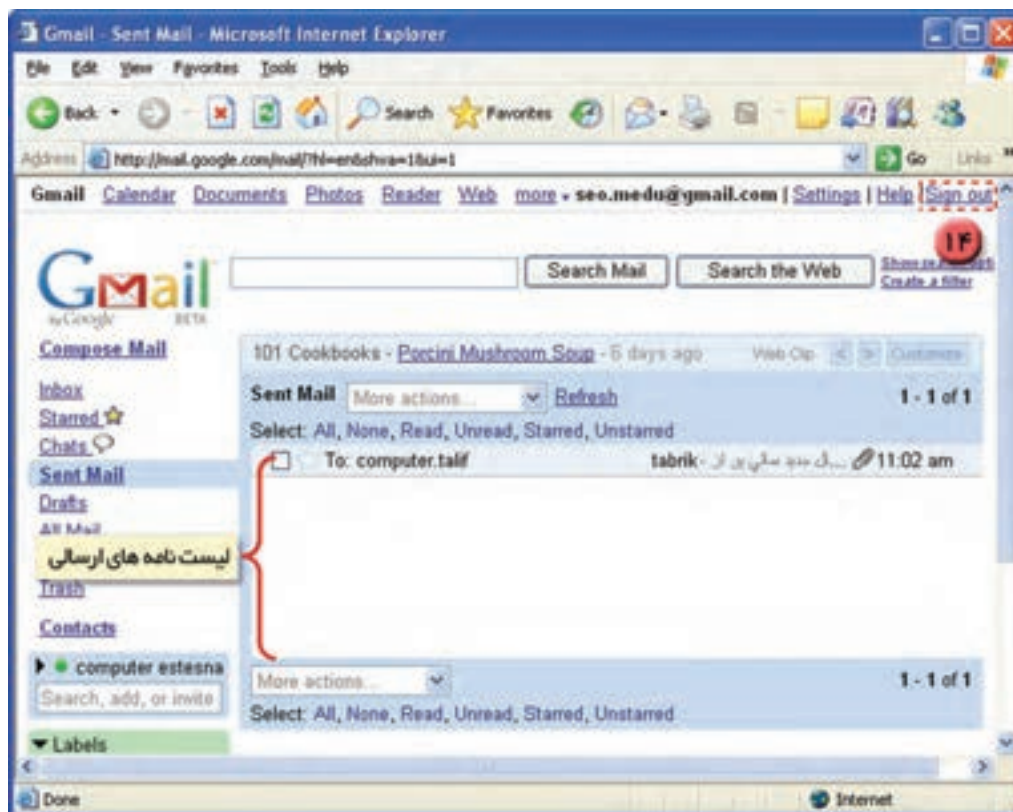 Gmail - Sent Mail - Microsoft Internet Explorer
File Edit View Favorites Tools Help
Back Search Favorites
Address http://mail.google.com/mail/?hl=en&shva=1&ui=1 Go Links
Gmail Calendar Documents Photos Reader Web more seo.medu@gmail.com | Settings | Help | Sign out
۱۴
Gmail by Google BETA
Search Mail Search the Web
Create a filter
Compose Mail
101 Cookbooks - Porcini Mushroom Soup - 6 days ago Web Clip < > Customize
Inbox
Starred
Chats
Sent Mail
Drafts
All Mail
Trash
Contacts
computer estesna
Search, add, or invite
Labels
Sent Mail More actions... Refresh 1 - 1 of 1
Select: All, None, Read, Unread, Starred, Unstarred
To: computer.talif tabrik - 11:02 am
لیست نامه های ارسالی
More actions... 1 - 1 of 1
Select: All, None, Read, Unread, Starred, Unstarred
Done Internet